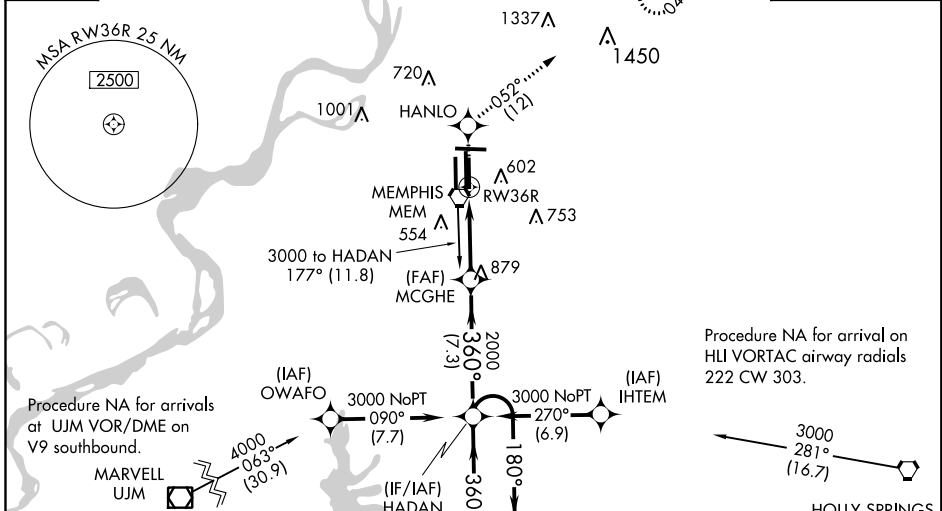 MSA RW36R 25 NM
2500
1337
1450
720
1001
HANLO
052°
(12)
602
MEMPHIS
MEM
RW36R
753
554
3000 to HADAN
177° (11.8)
(FAF)
MCGHE
879
2000
360°
(7.3)
Procedure NA for arrival on
HLI VORTAC airway radials
222 CW 303.
(IAF)
OWAFO
3000 NoPT
090°
(7.7)
3000 NoPT
270°
(6.9)
(IAF)
IHTEM
Procedure NA for arrivals
at UJM VOR/DME on
V9 southbound.
4000
063°
(30.9)
MARVELL
UJM
(IF/IAF)
HADAN
360
180°
3000
281°
(16.7)
HOLLY SPRINGS